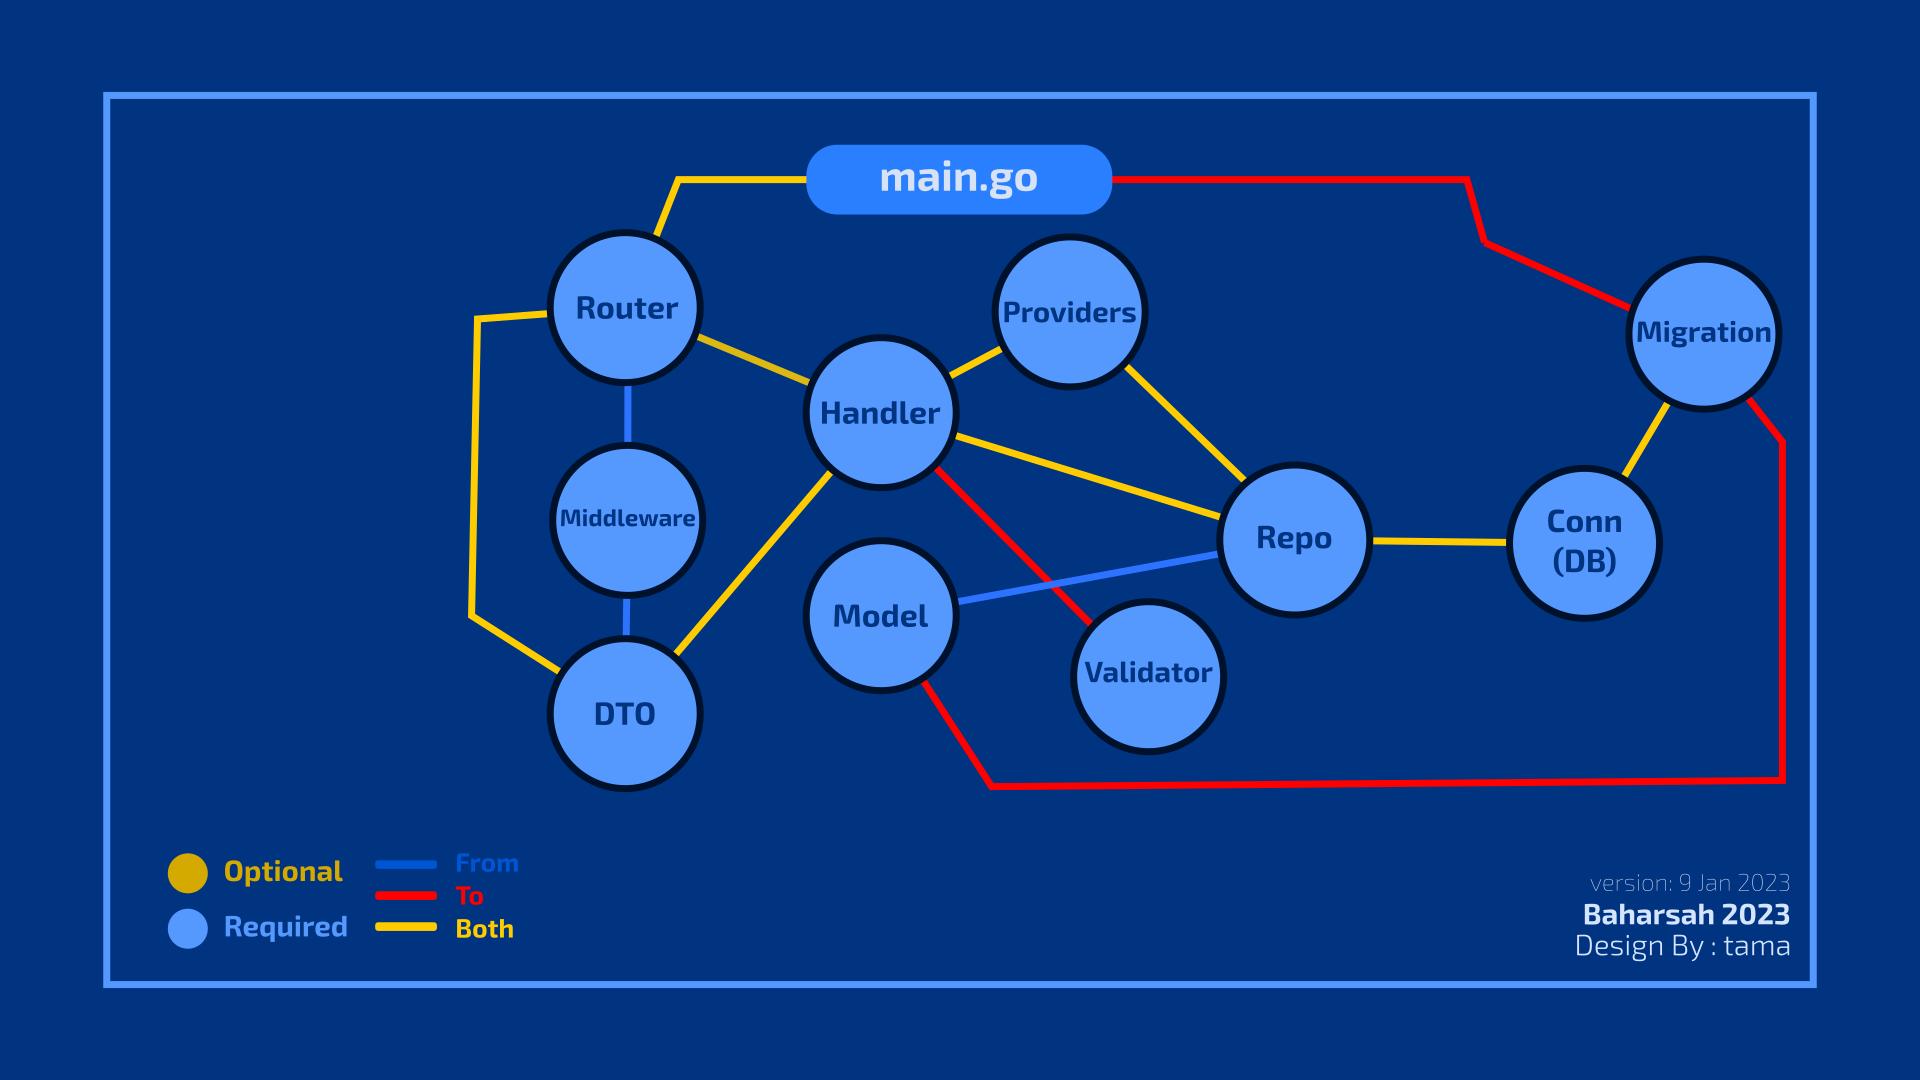 main.go
Router
Providers
Migration
Handler
Middleware
Repo
Conn
(DB)
Model
Validator
DTO
Optional
Required
From
To
Both
version: 9 Jan 2023
Baharsah 2023
Design By : tama